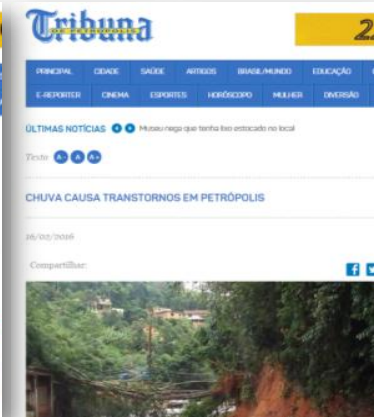 Tribuna
DE PETRÓPOLIS
PRINCIPAL CIDADE SAÚDE ARTIGOS BRASIL/MUNDO EDUCAÇÃO
E-REPORTER CINEMA ESPORTES HORÓSCOPO MULHER DIVERSÃO
ÚLTIMAS NOTÍCIAS Museu nega que tenha lixo estocado no local
Texto A- A A+
CHUVA CAUSA TRANSTORNOS EM PETRÓPOLIS
16/02/2016
Compartilhar: